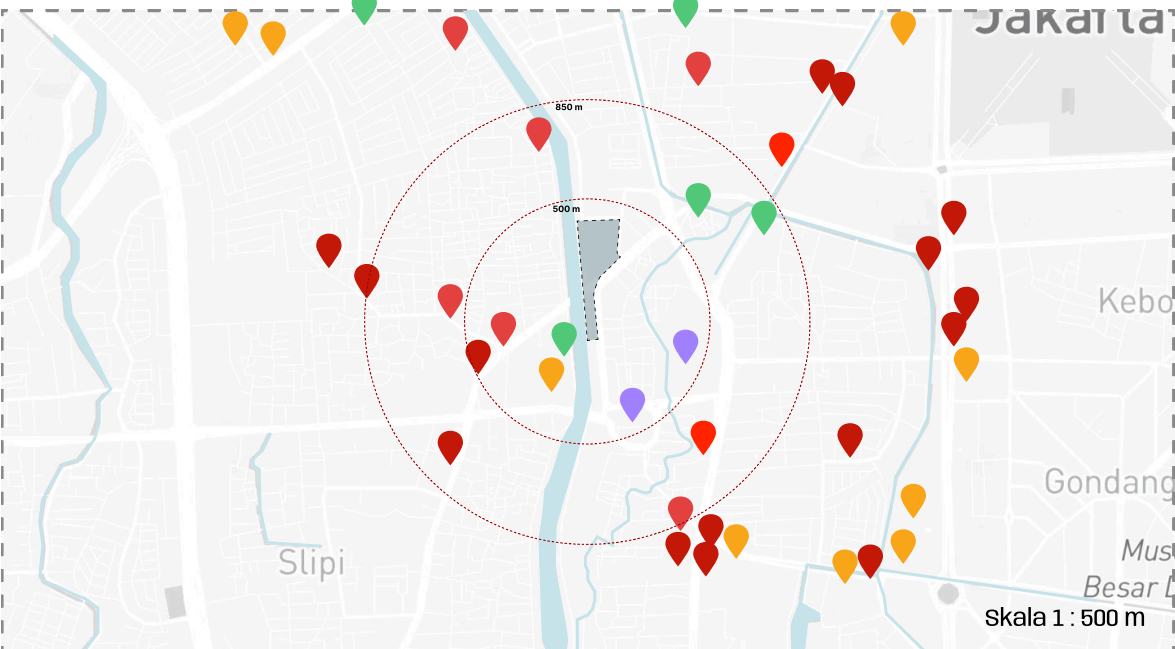 Jakarta
850 m
500 m
Kebo
Gondang
Mus
Slipi
Besar
Skala 1 : 500 m